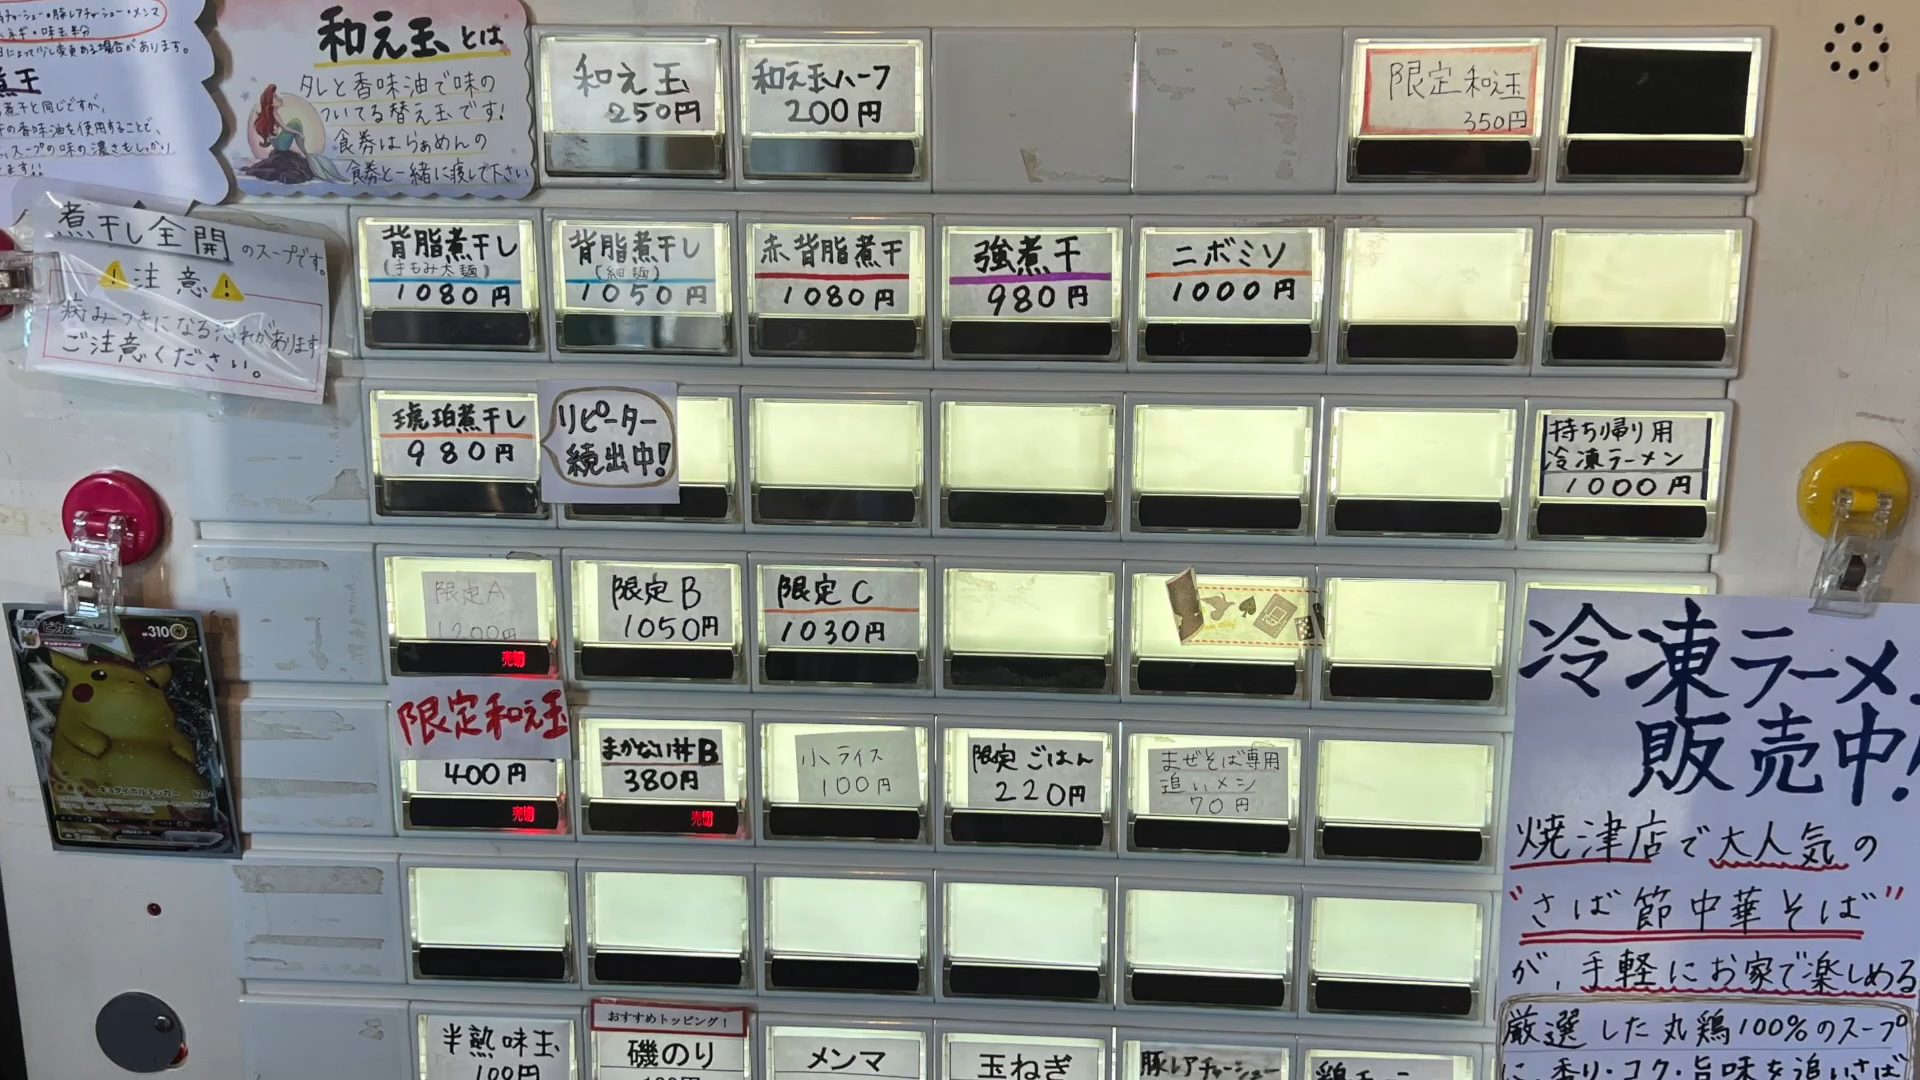 和え玉とは
タレと香味油で味の
ついてる替え玉です!
食券はらぁめんの
食券と一緒に渡して下さい
和え玉
250円
和え玉ハーフ
200円
限定和え玉
350円
煮干し全開のスープです。
注意
病みつきになる恐れがあります
ご注意ください。
背脂煮干し
(手もみ太麺)
1080円
背脂煮干し
(細麺)
1050円
赤背脂煮干
1080円
強煮干
980円
ニボミソ
1000円
琥珀煮干し
980円
リピーター
続出中!
持ち帰り用
冷凍ラーメン
1000円
限定A
1200円
売切
限定B
1050円
限定C
1030円
限定和え玉
400円
売切
まかない丼B
380円
売切
小ライス
100円
限定ごはん
220円
まぜそば専用
追いメン
70円
半熟味玉
100円
おすすめトッピング!
磯のり
メンマ
玉ねぎ
豚レアチャーシュー
冷凍ラーメ
販売中!
焼津店で大人気の
"さば節中華そば"
が、手軽にお家で楽しめる
厳選した丸鶏100%のスープ
に、香り・コク・旨味を追いさば
310